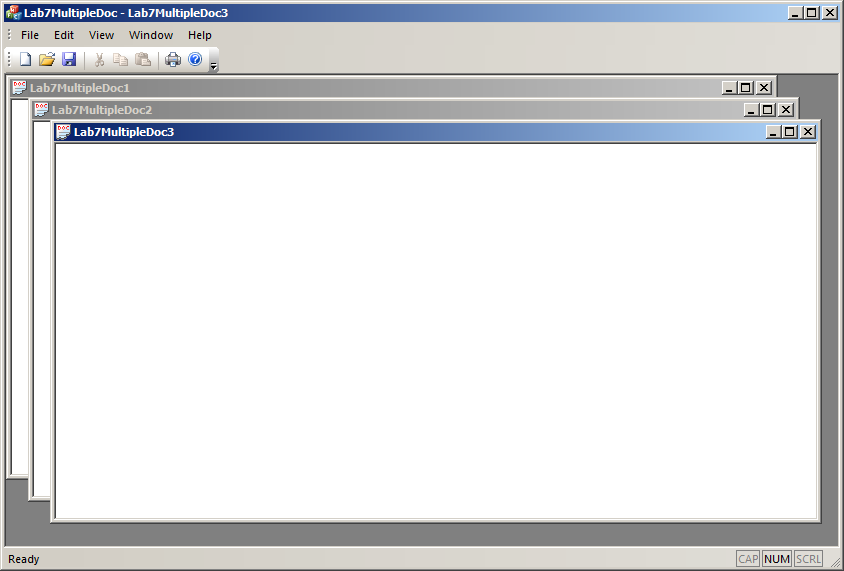 Lab7MultipleDoc - Lab7MultipleDoc3
File Edit View Window Help
Lab7MultipleDoc1
Lab7MultipleDoc2
Lab7MultipleDoc3
Ready CAP NUM SCRL